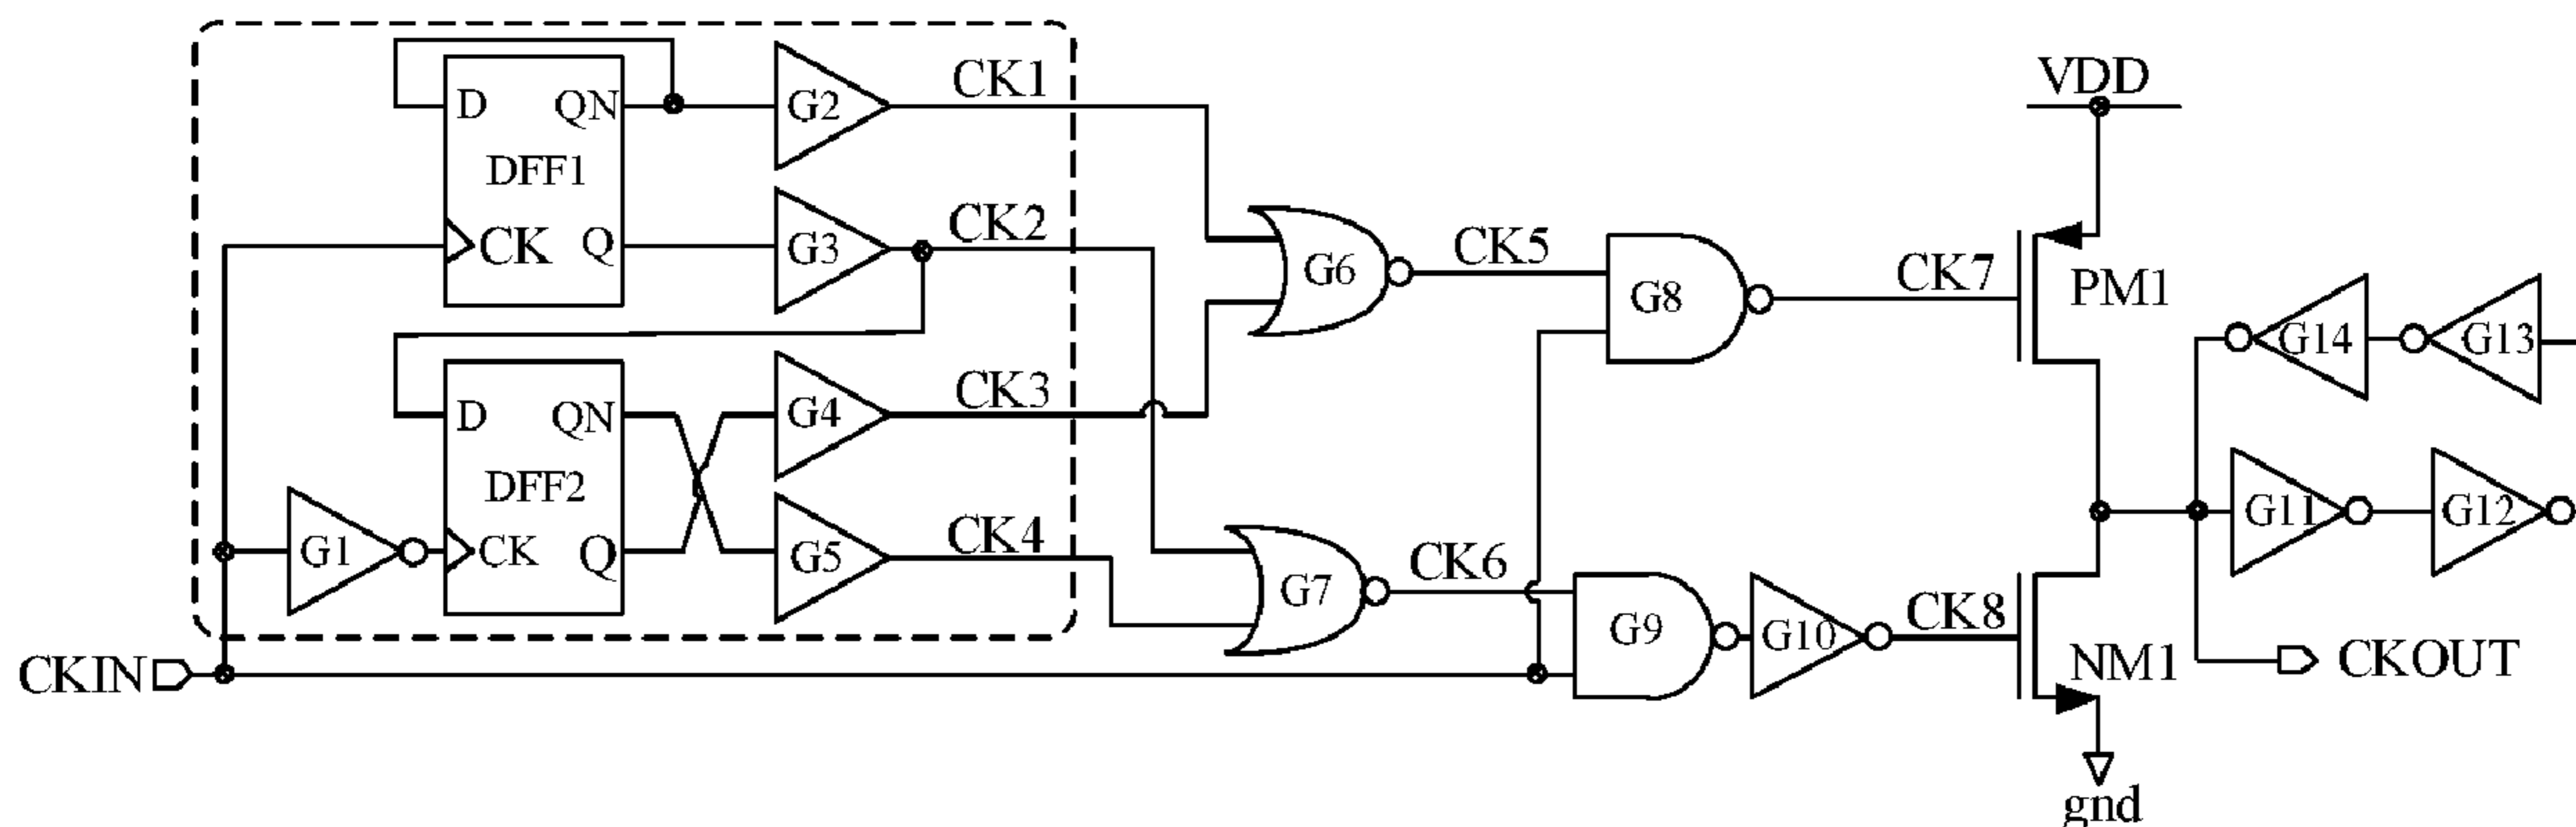 VDD
CK1
D
QN
G2
DFF1
CK
Q
G3
CK2
G6
CK5
G8
CK7
PM1
G14
G13
D
QN
G4
CK3
DFF2
G1
CK
Q
G5
CK4
G7
CK6
G9
G10
CK8
NM1
G11
G12
CKIN
CKOUT
gnd